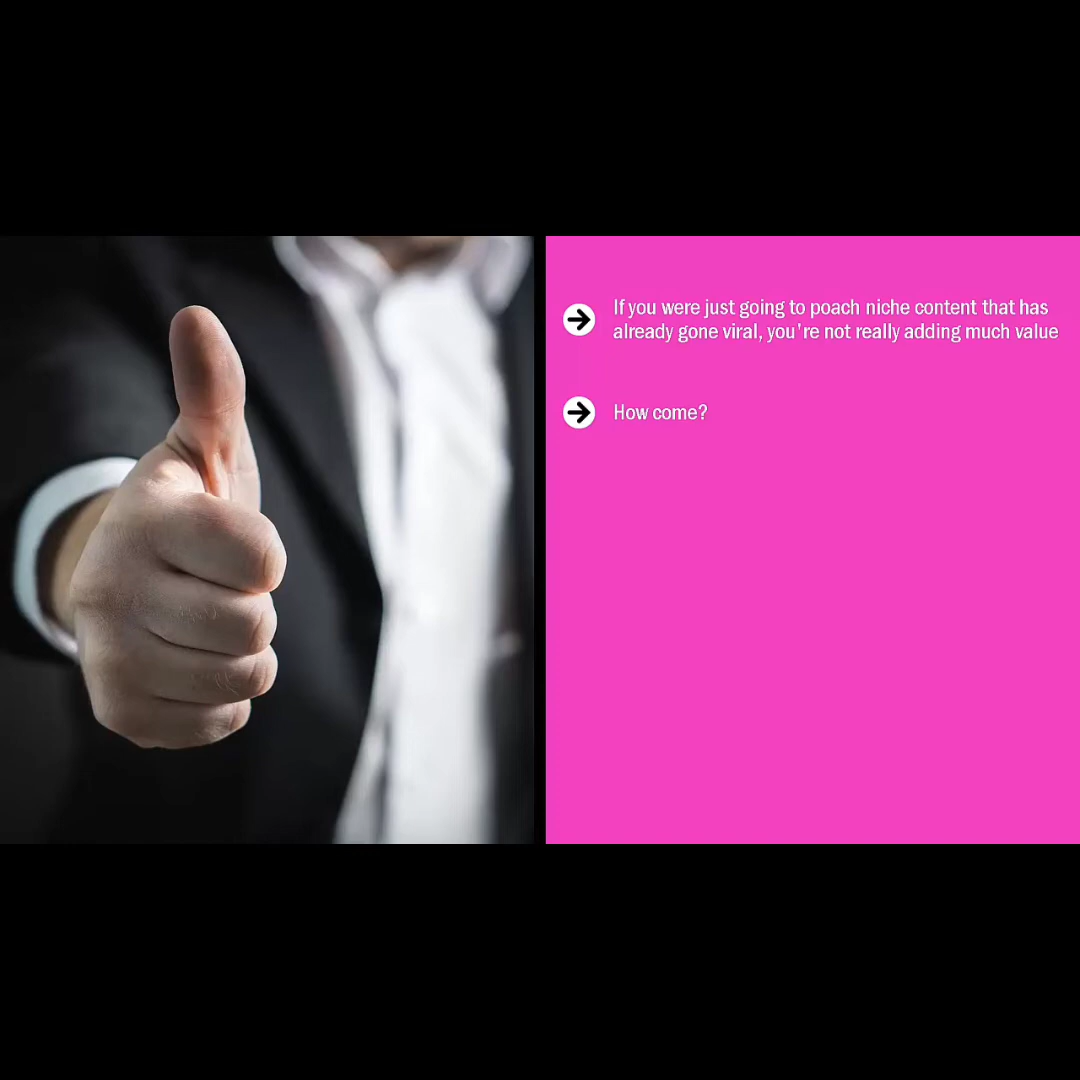 If you were just going to poach niche content that has
already gone viral, you're not really adding much value
How come?